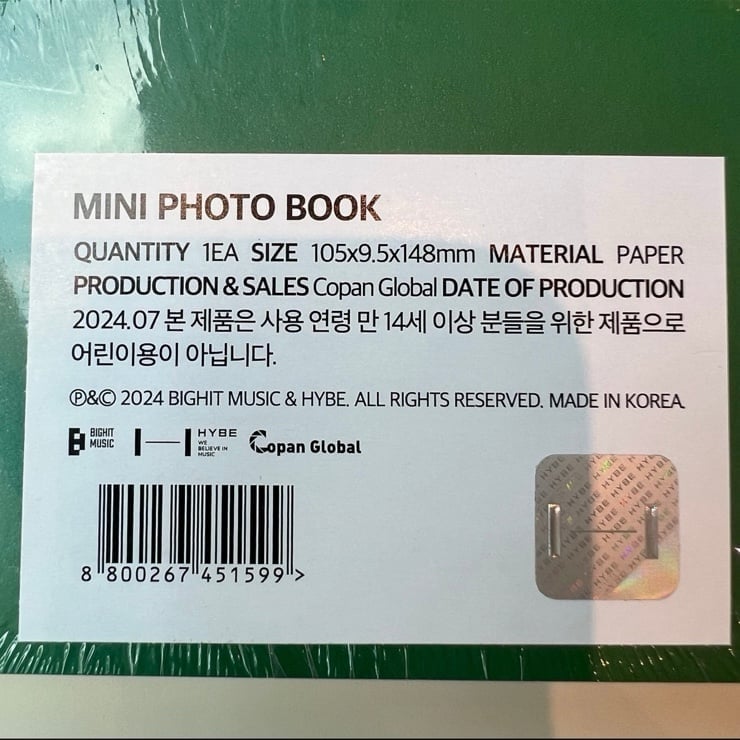 MINI PHOTO BOOK
QUANTITY 1EA SIZE 105x9.5x148mm MATERIAL PAPER
PRODUCTION & SALES Copan Global DATE OF PRODUCTION
2024.07 본 제품은 사용 연령 만 14세 이상 분들을 위한 제품으로
어린이용이 아닙니다.
℗&© 2024 BIGHIT MUSIC & HYBE. ALL RIGHTS RESERVED. MADE IN KOREA.
BIGHIT
MUSIC
HYBE
WE
BELIEVE IN
MUSIC
Copan Global
8 800267 451599 >
HYBE HYBE HYBE